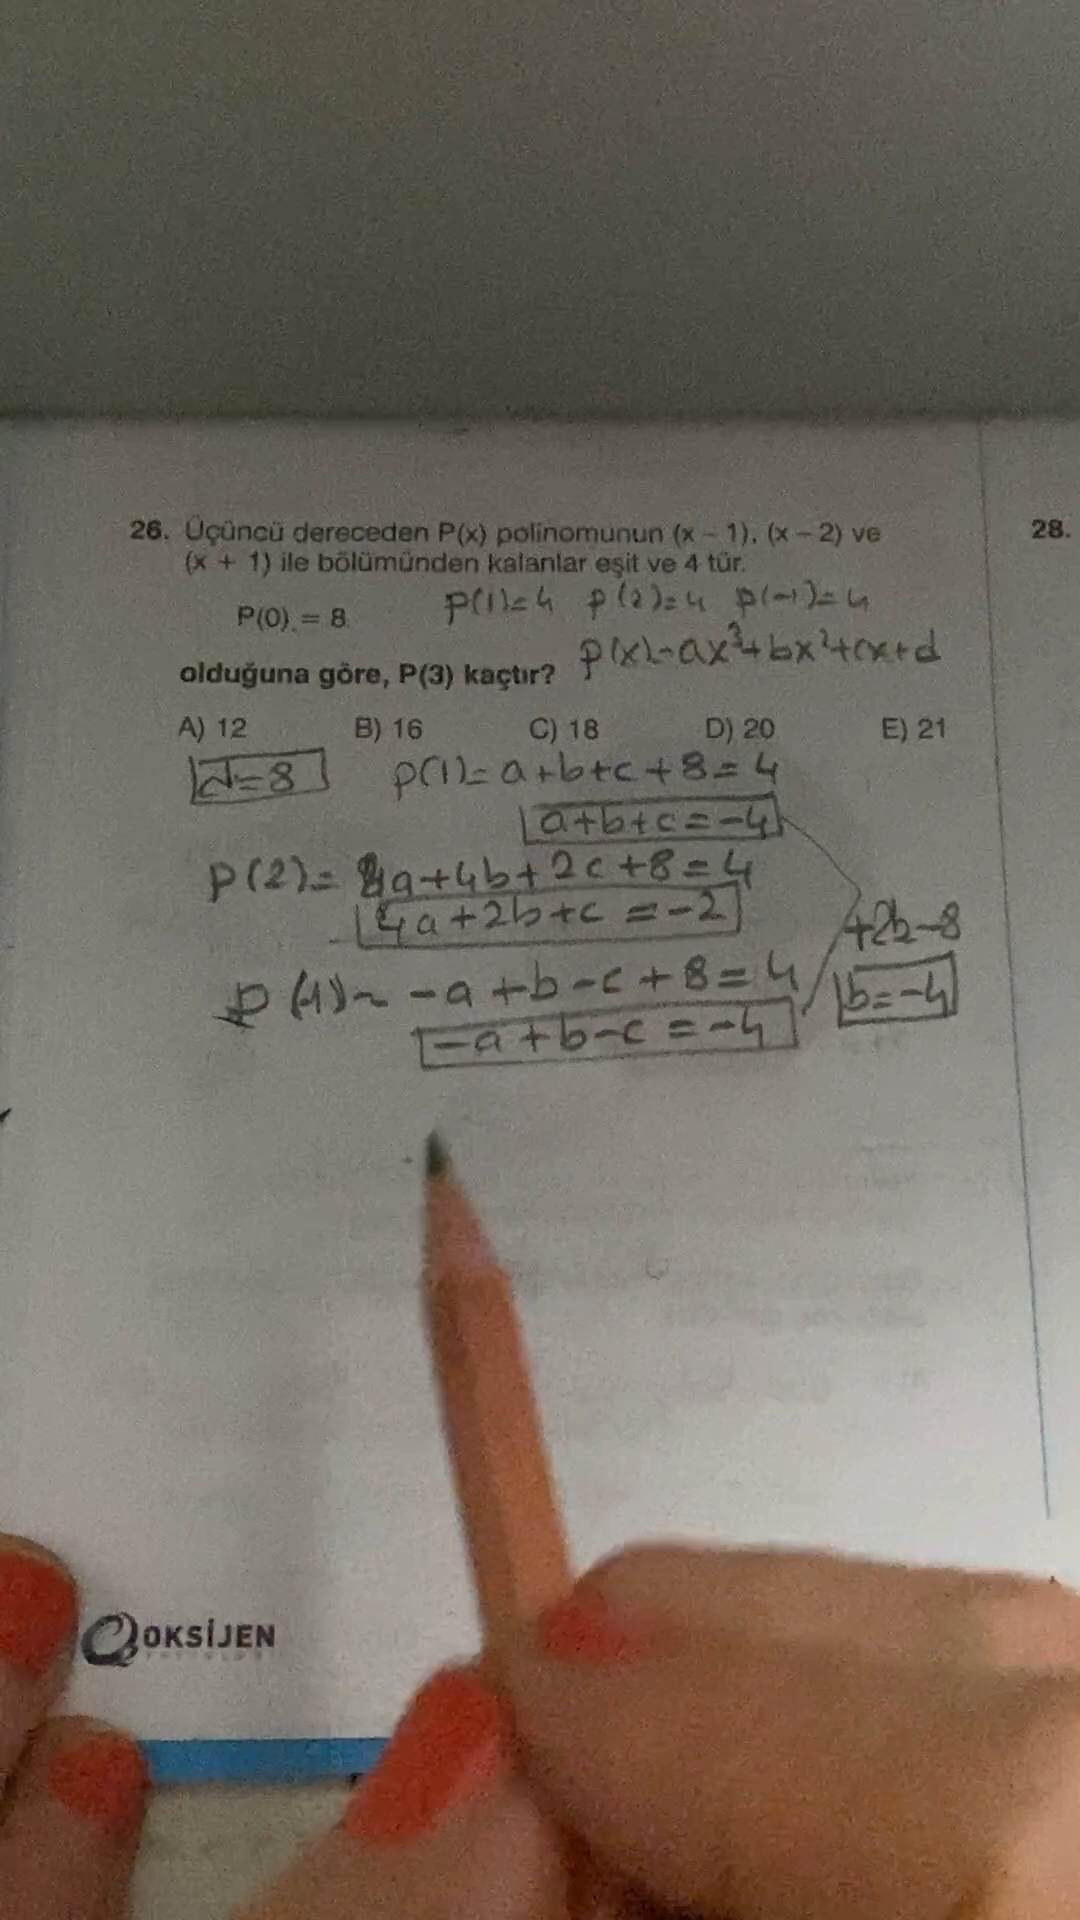 26. Üçüncü dereceden P(x) polinomunun (x – 1), (x – 2) ve
(x + 1) ile bölümünden kalanlar eşit ve 4 tür.
P(0) = 8
p(1)=4 p(2)=4 p(-1)=4
p(x)=ax³+bx²+cx+d
olduğuna göre, P(3) kaçtır?
A) 12 B) 16 C) 18 D) 20 E) 21
d=8
p(1)=a+b+c+8=4
a+b+c=-4
p(2)= 8a+4b+2c+8=4
4a+2b+c=-2
+2b-8
b=-4
-a+b-c+8=4
-a+b-c=-4
28.
OKSİJEN